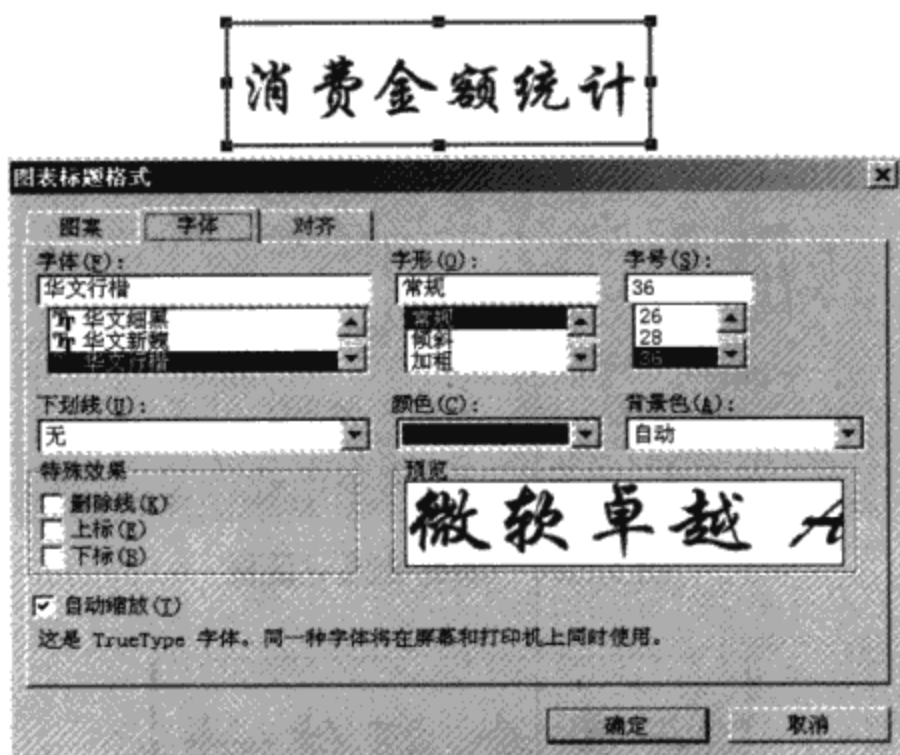 消费金额统计
图表标题格式
图案 字体 对齐
字体(F): 字形(O): 字号(S):
华文行楷 常规 36
华文细黑 常规 26
华文新魏 倾斜 28
华文行楷 加粗 36
下划线(U): 颜色(C): 背景色(A):
无 自动
特殊效果 预览
删除线(K)
上标(E)
下标(B)
微软卓越 A
自动缩放(T)
这是 TrueType 字体。同一种字体将在屏幕和打印机上同时使用。
确定 取消